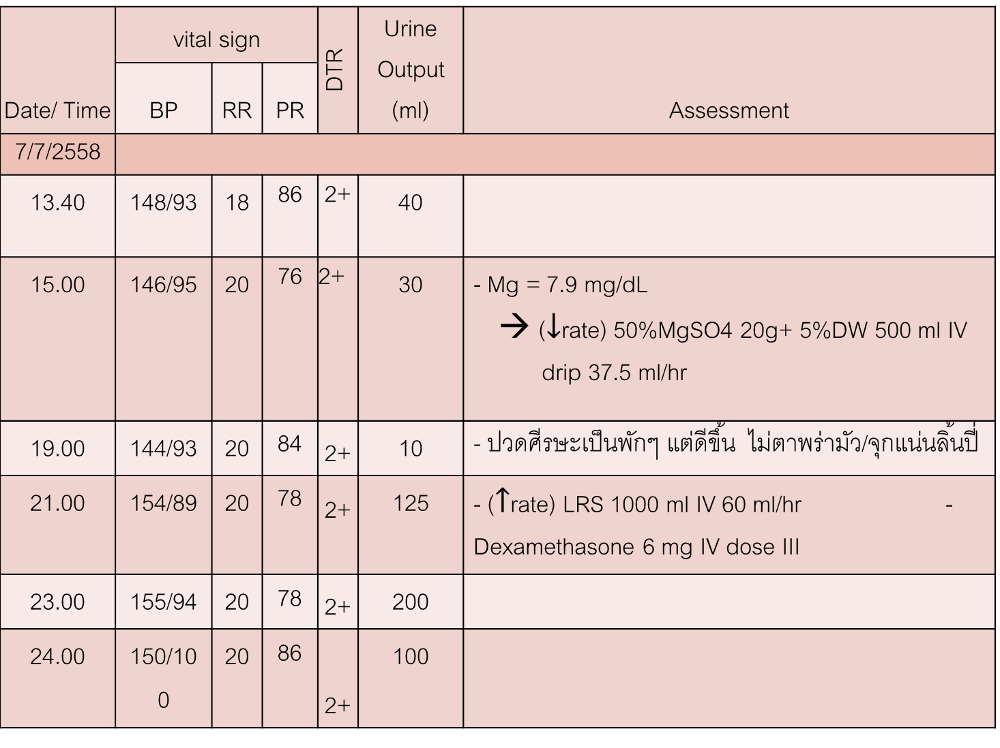 vital sign
DTR
Urine
Output
(ml)
Date/ Time
BP
RR
PR
Assessment
7/7/2558
13.40 148/93 18 86 2+ 40
15.00 146/95 20 76 2+ 30 - Mg = 7.9 mg/dL
→ (↓rate) 50%MgSO4 20g+ 5%DW 500 ml IV
drip 37.5 ml/hr
19.00 144/93 20 84 2+ 10 - ปวดศีรษะเป็นพักๆ แต่ดีขึ้น ไม่ตาพร่ามัว/จุกแน่นลิ้นปี่
21.00 154/89 20 78 2+ 125 - (↑rate) LRS 1000 ml IV 60 ml/hr -
Dexamethasone 6 mg IV dose III
23.00 155/94 20 78 2+ 200
24.00 150/10 20 86 100
0 2+